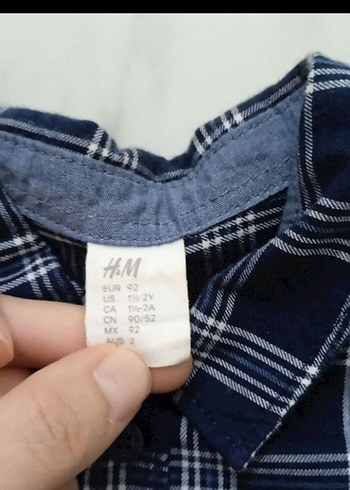 H&M
EUR 92
US 1½-2Y
CA 1½-2A
CN 90/52
MX 92
AUS 2